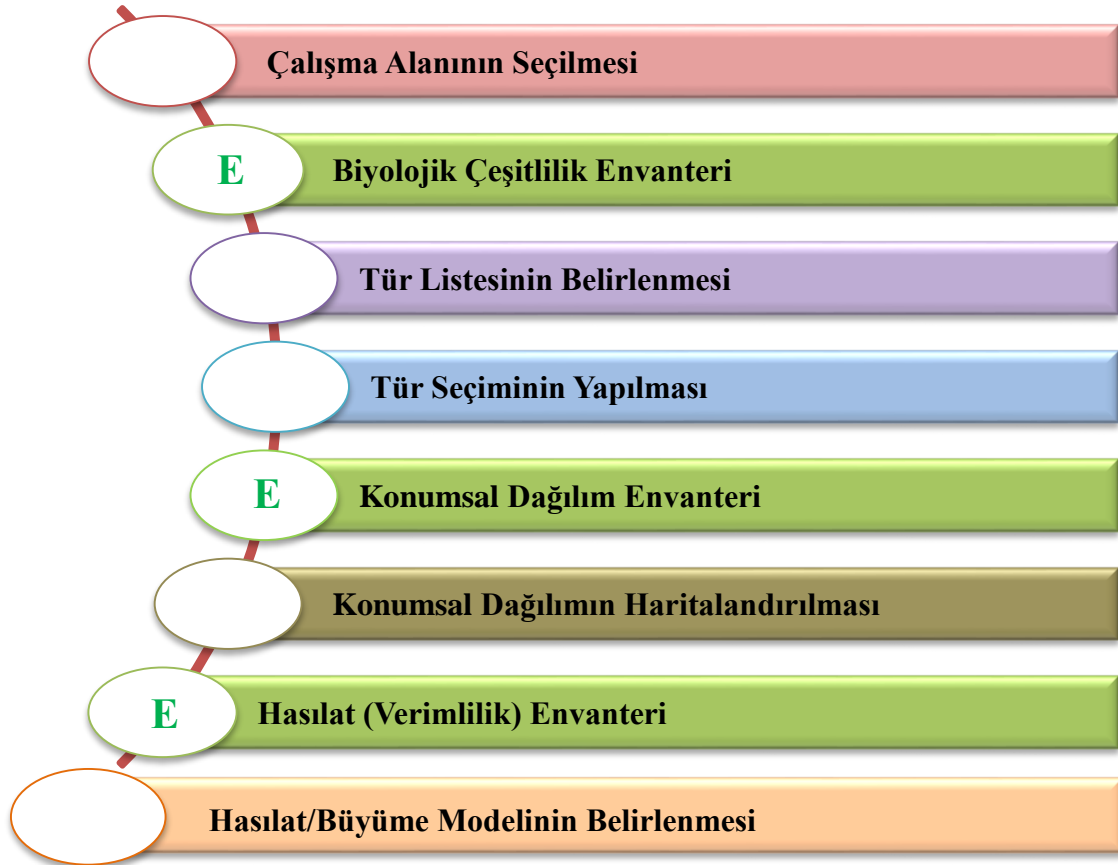 Çalışma Alanının Seçilmesi
E
Biyolojik Çeşitlilik Envanteri
Tür Listesinin Belirlenmesi
Tür Seçiminin Yapılması
E
Konumsal Dağılım Envanteri
Konumsal Dağılımın Haritalandırılması
E
Hasılat (Verimlilik) Envanteri
Hasılat/Büyüme Modelinin Belirlenmesi